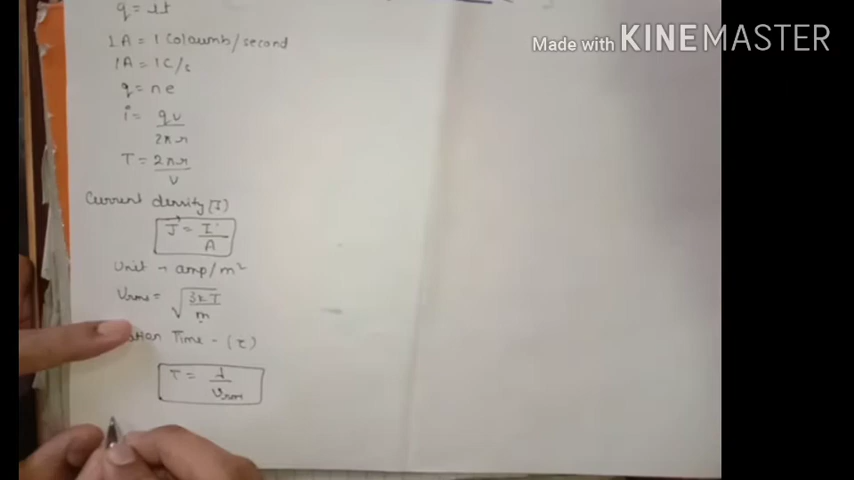 q = it
Made with KINEMASTER
1 A = 1 Coloumb/second
1A = 1 C/s
q = ne
i = qv
2πr
T = 2πr
v
Current density (J)
J = I
A
Unit → amp/m²
Vrms = √3KT
m
Time - (τ)
τ = λ
Vrms